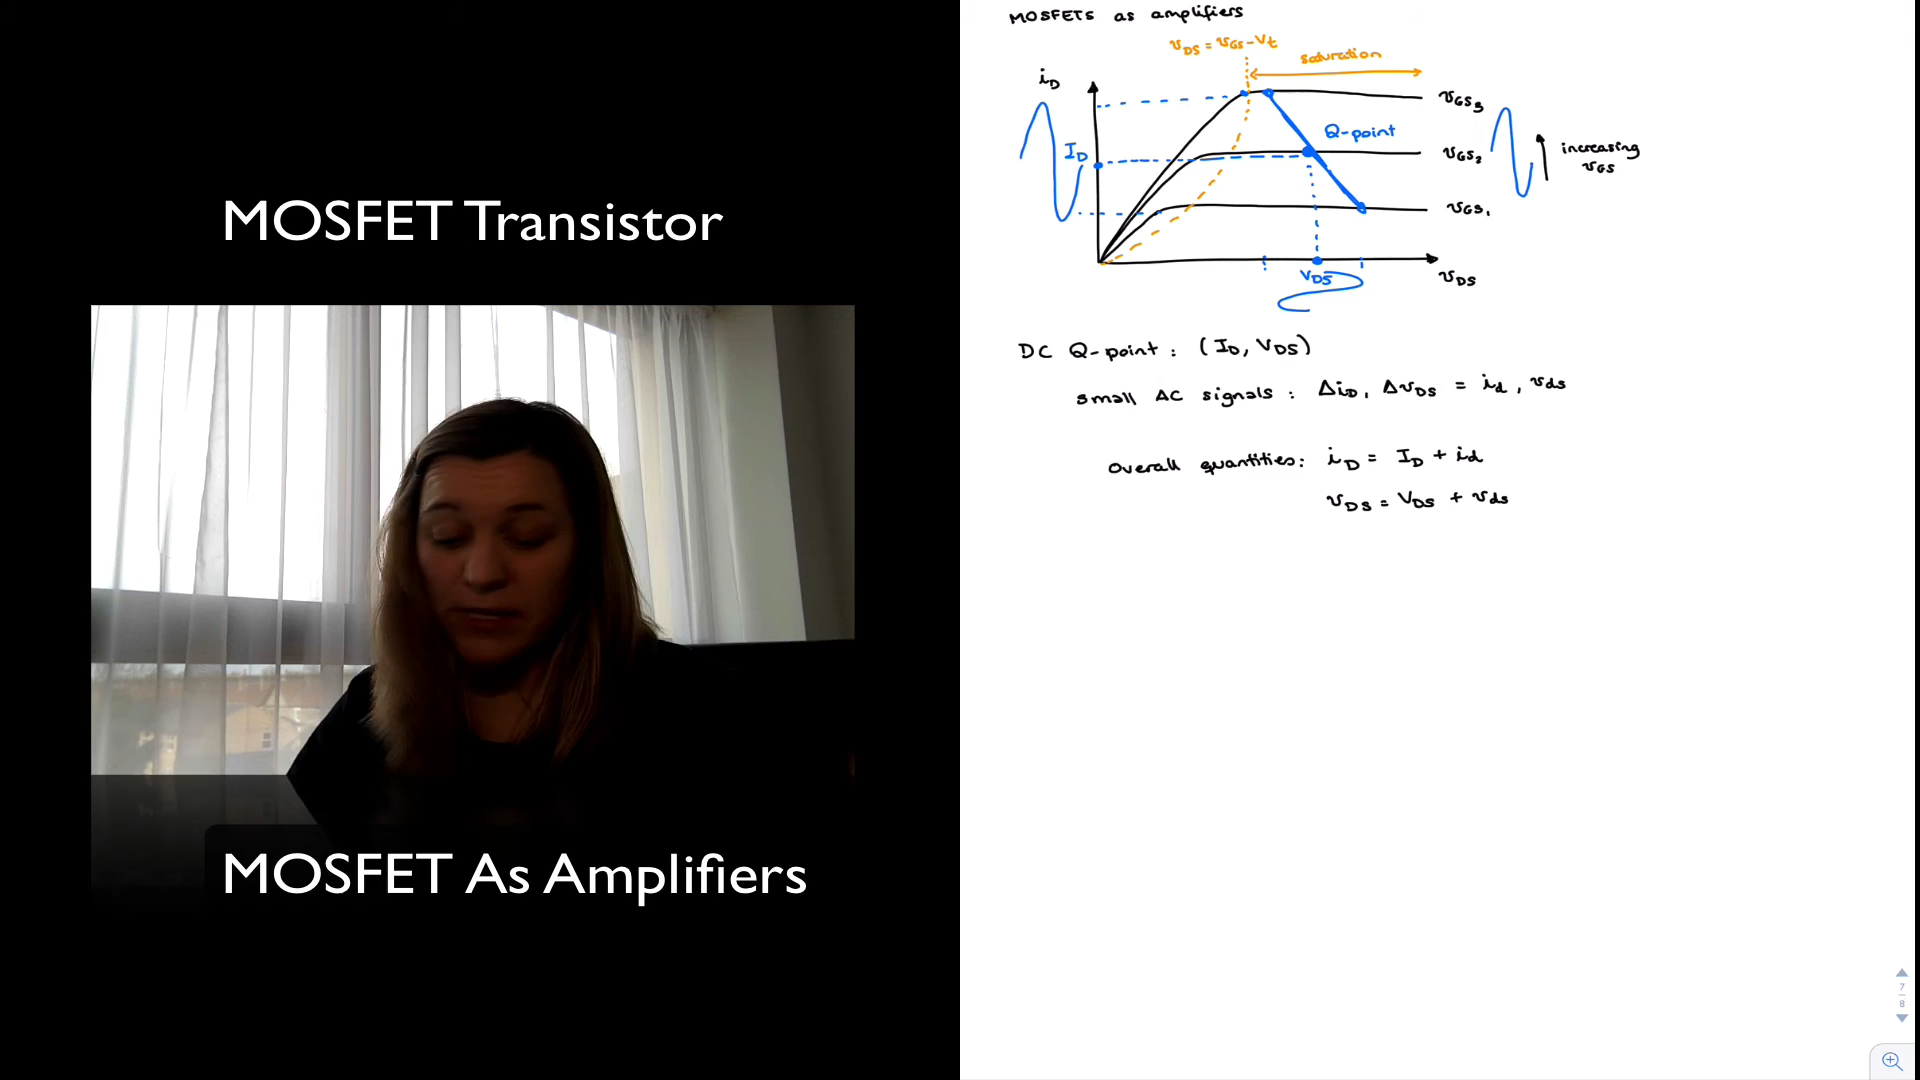 MOSFET Transistor
MOSFET As Amplifiers
MOSFETS as amplifiers
v_DS = v_GS - V_t
saturation
i_D
v_GS3
Q-point
I_D
v_GS2
increasing
v_GS
v_GS1
V_DS
v_DS
DC Q-point : (I_D, V_DS)
small AC signals : Δi_D, Δv_DS = i_d, v_ds
overall quantities: i_D = I_D + i_d
v_DS = V_DS + v_ds
7
8